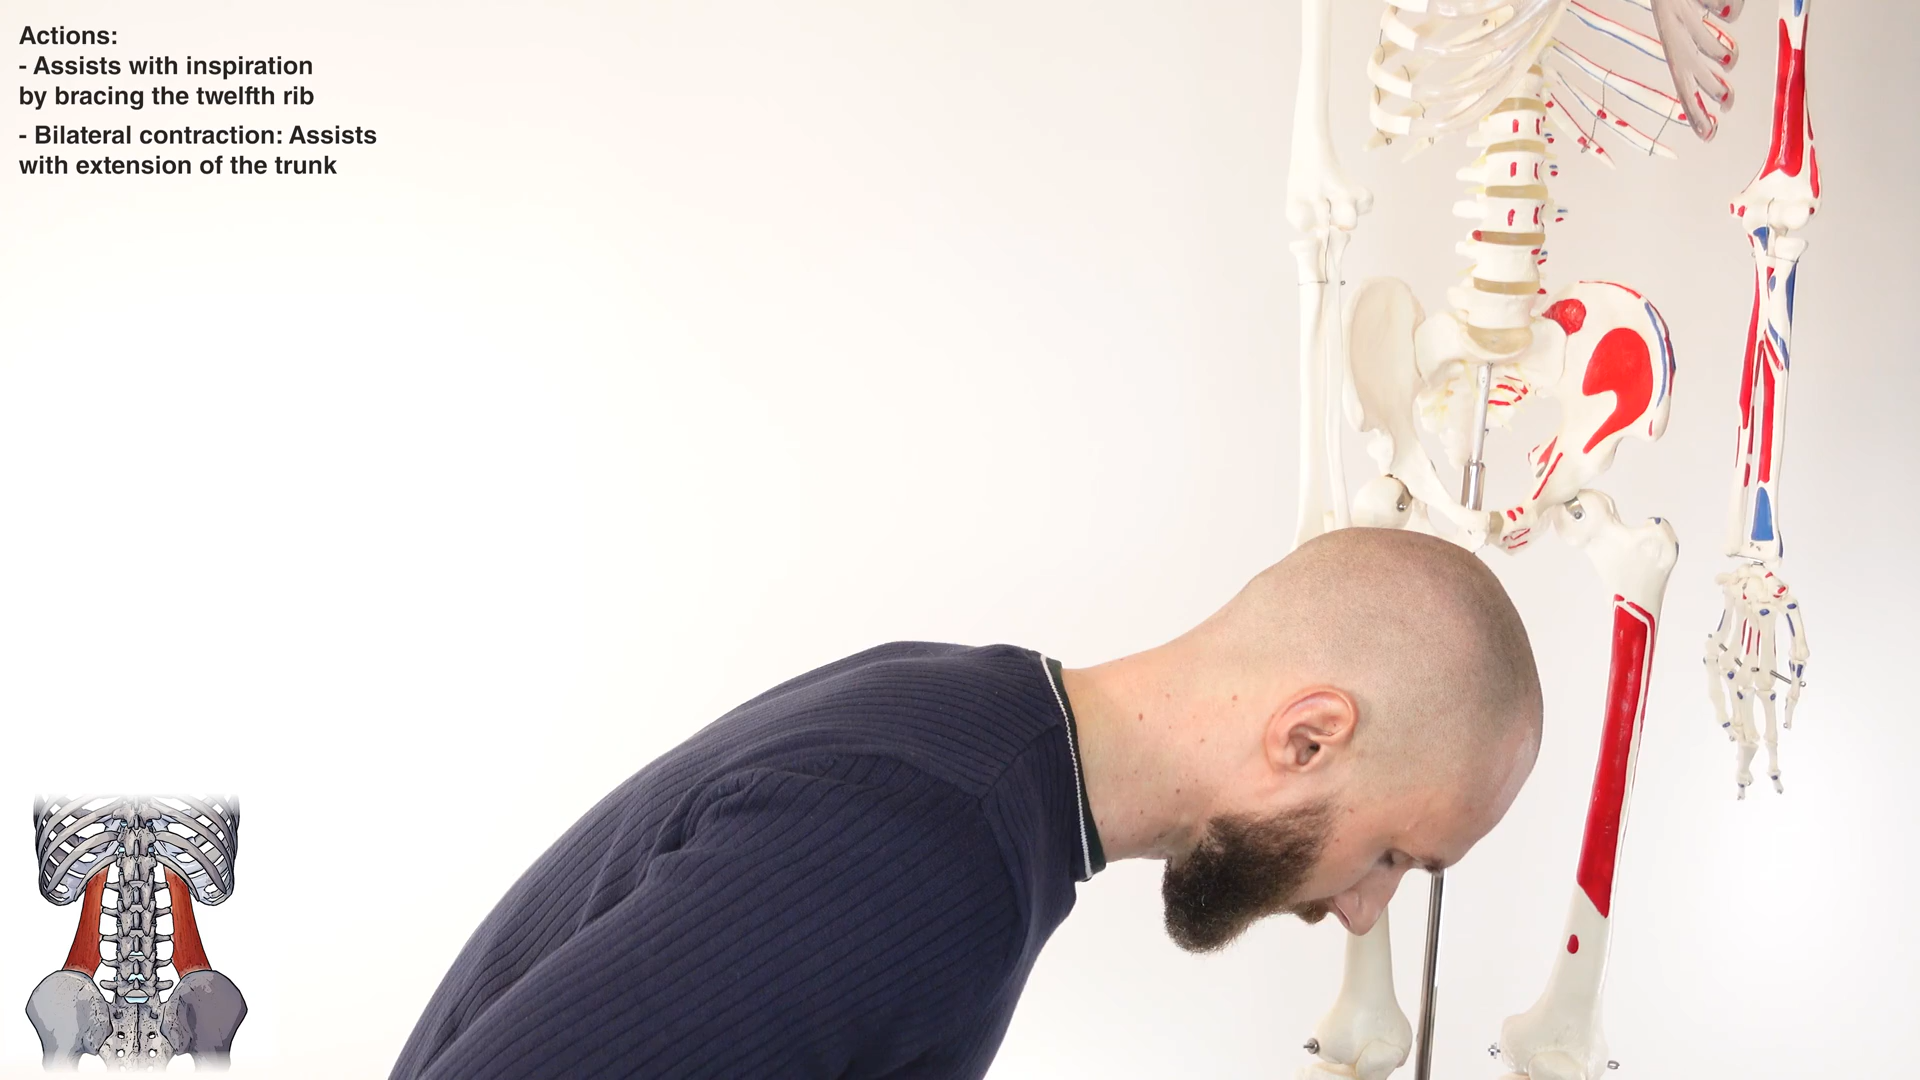 Actions:
- Assists with inspiration
by bracing the twelfth rib
- Bilateral contraction: Assists
with extension of the trunk